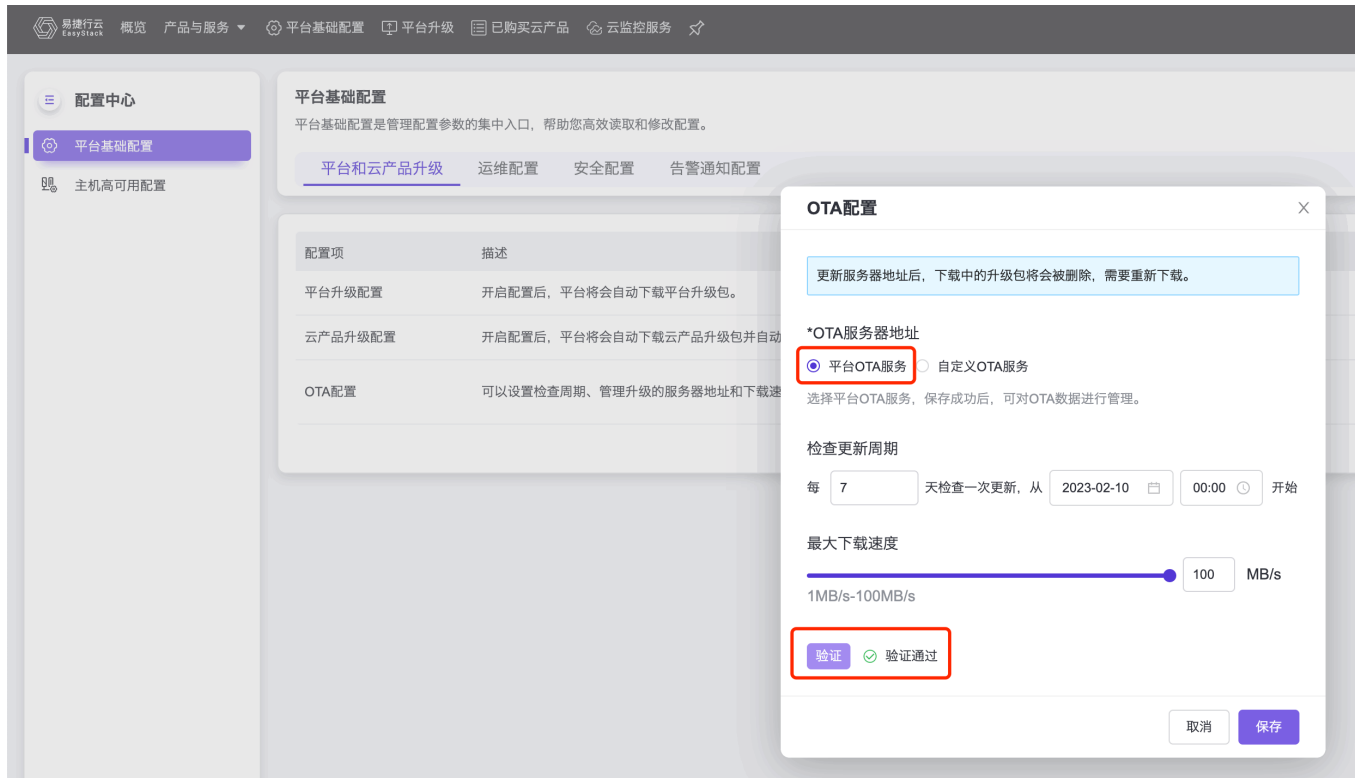 易捷行云 EasyStack 概览 产品与服务 平台基础配置 平台升级 已购买云产品 云监控服务
配置中心
平台基础配置
主机高可用配置
平台基础配置
平台基础配置是管理配置参数的集中入口，帮助您高效读取和修改配置。
平台和云产品升级 运维配置 安全配置 告警通知配置
配置项 描述
平台升级配置 开启配置后，平台将会自动下载平台升级包。
云产品升级配置 开启配置后，平台将会自动下载云产品升级包并自动
OTA配置 可以设置检查周期、管理升级的服务器地址和下载速
OTA配置
更新服务器地址后，下载中的升级包将会被删除，需要重新下载。
*OTA服务器地址
平台OTA服务 自定义OTA服务
选择平台OTA服务，保存成功后，可对OTA数据进行管理。
检查更新周期
每 7 天检查一次更新，从 2023-02-10 00:00 开始
最大下载速度
100 MB/s
1MB/s-100MB/s
验证 验证通过
取消 保存